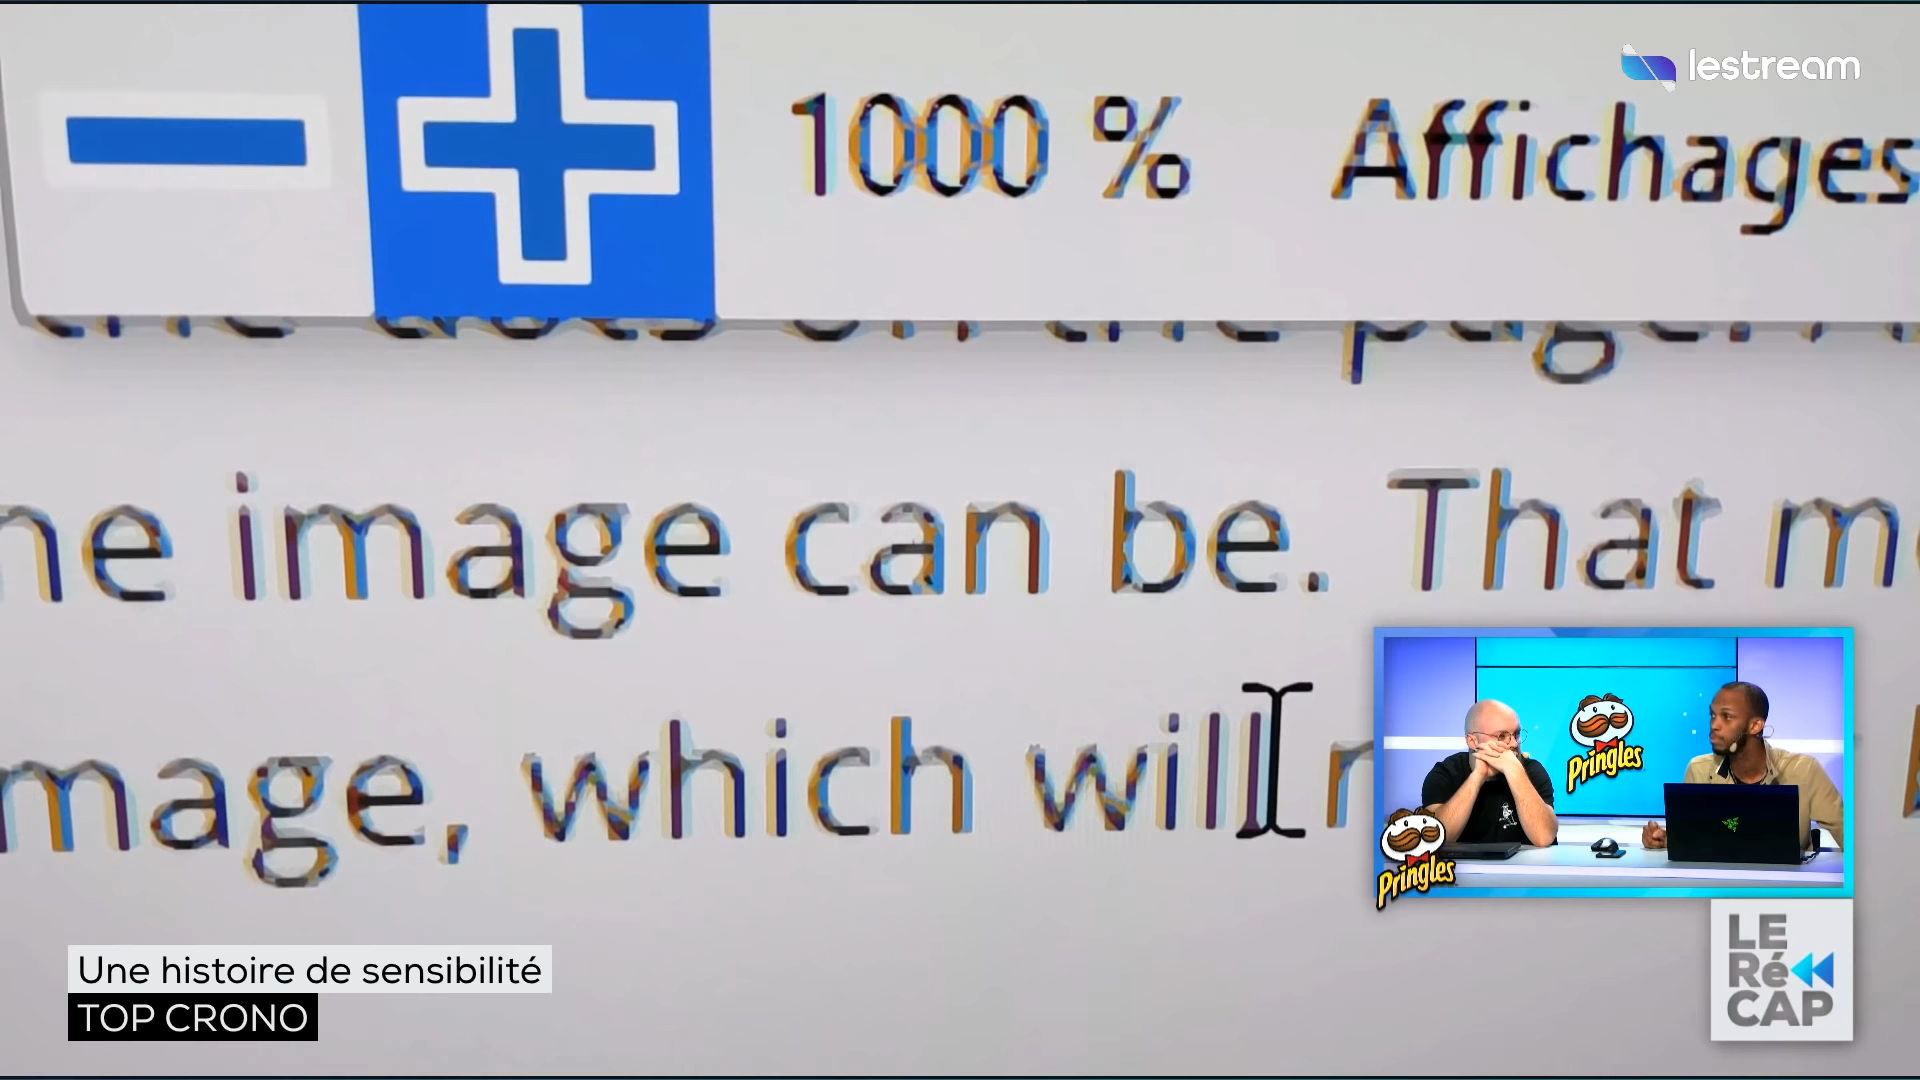 lestream
1000 % Affichages
ne image can be. That m
mage, which will
Pringles
Pringles
LE
Ré
CAP
Une histoire de sensibilité
TOP CRONO